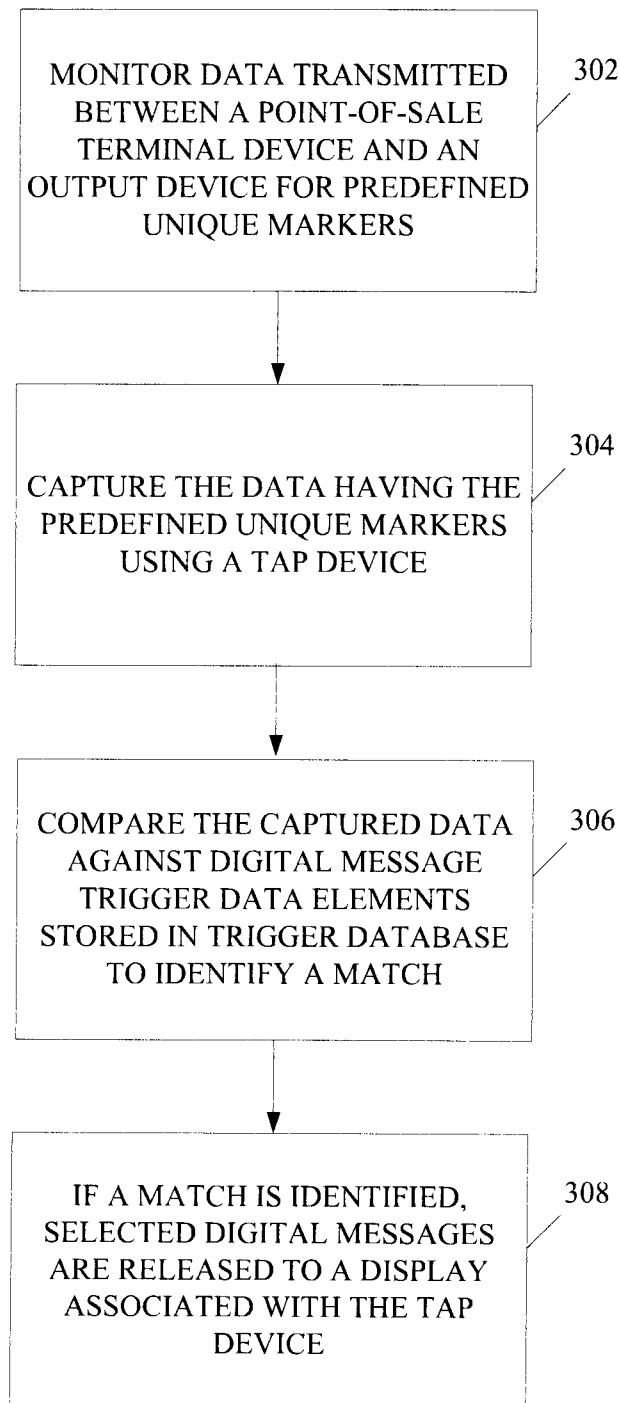 MONITOR DATA TRANSMITTED
BETWEEN A POINT-OF-SALE
TERMINAL DEVICE AND AN
OUTPUT DEVICE FOR PREDEFINED
UNIQUE MARKERS
302
CAPTURE THE DATA HAVING THE
PREDEFINED UNIQUE MARKERS
USING A TAP DEVICE
304
COMPARE THE CAPTURED DATA
AGAINST DIGITAL MESSAGE
TRIGGER DATA ELEMENTS
STORED IN TRIGGER DATABASE
TO IDENTIFY A MATCH
306
IF A MATCH IS IDENTIFIED,
SELECTED DIGITAL MESSAGES
ARE RELEASED TO A DISPLAY
ASSOCIATED WITH THE TAP
DEVICE
308